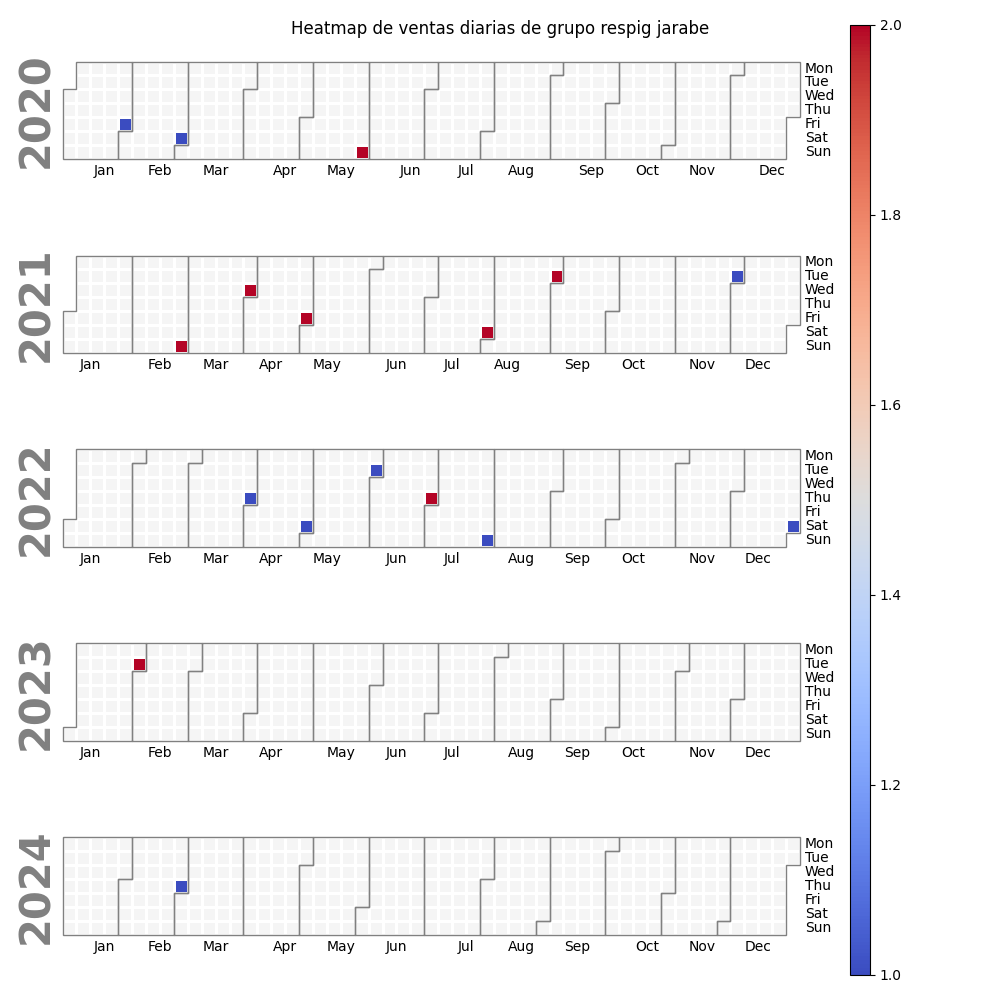 Heatmap de ventas diarias de grupo respig jarabe
2020
Mon
Tue
Wed
Thu
Fri
Sat
Sun
Jan Feb Mar Apr May Jun Jul Aug Sep Oct Nov Dec
2021
Mon
Tue
Wed
Thu
Fri
Sat
Sun
Jan Feb Mar Apr May Jun Jul Aug Sep Oct Nov Dec
2022
Mon
Tue
Wed
Thu
Fri
Sat
Sun
Jan Feb Mar Apr May Jun Jul Aug Sep Oct Nov Dec
2023
Mon
Tue
Wed
Thu
Fri
Sat
Sun
Jan Feb Mar Apr May Jun Jul Aug Sep Oct Nov Dec
2024
Mon
Tue
Wed
Thu
Fri
Sat
Sun
Jan Feb Mar Apr May Jun Jul Aug Sep Oct Nov Dec
2.0
1.8
1.6
1.4
1.2
1.0